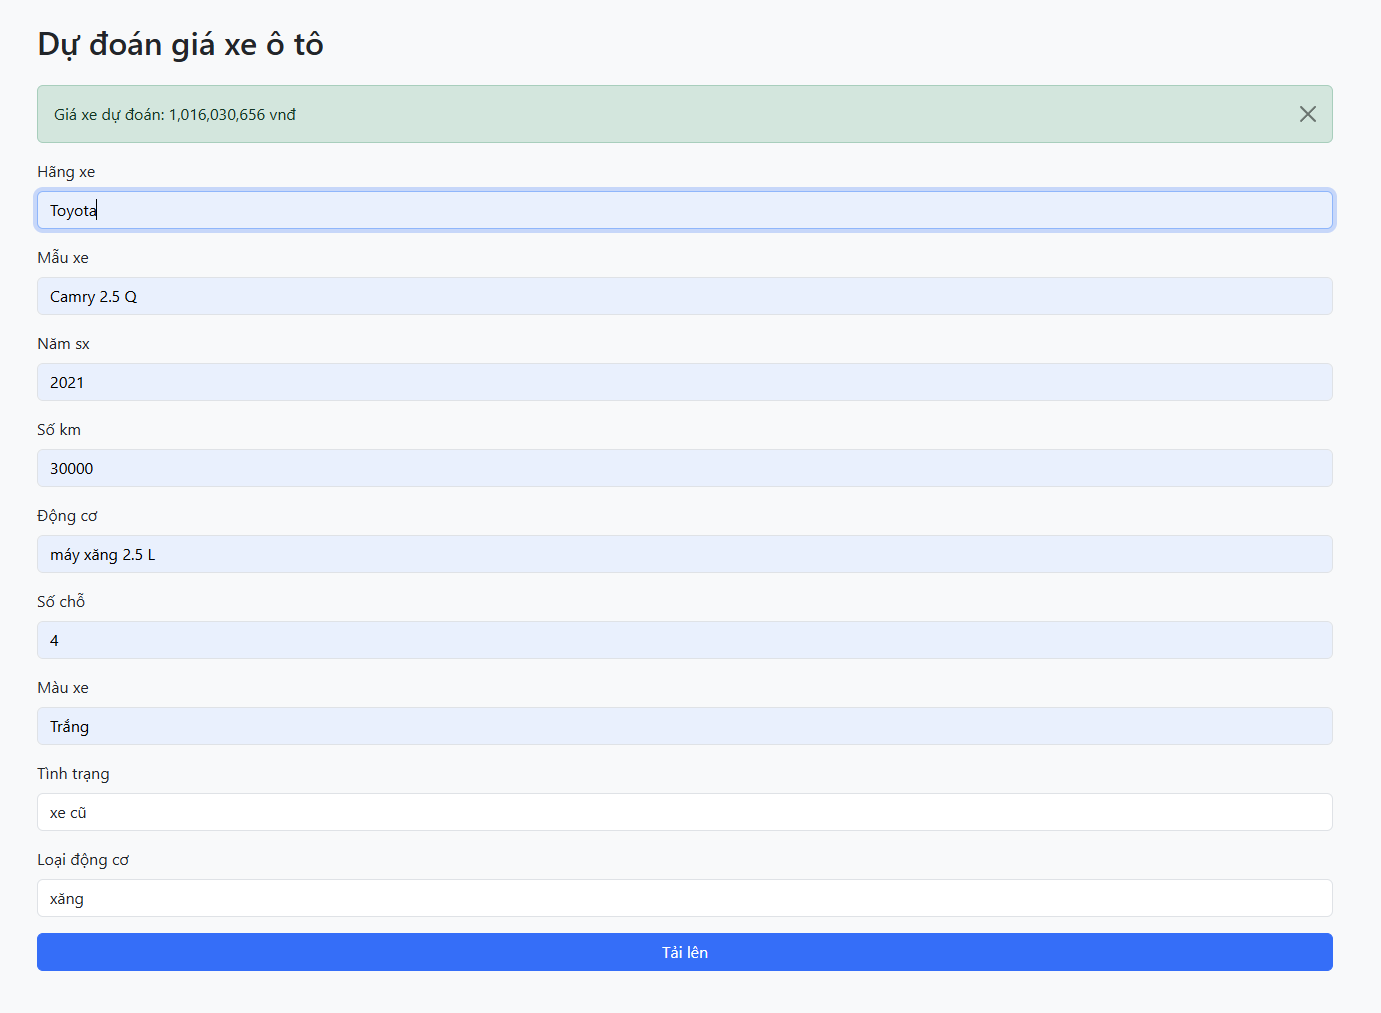 Dự đoán giá xe ô tô
Giá xe dự đoán: 1,016,030,656 vnđ
Hãng xe
Toyota
Mẫu xe
Camry 2.5 Q
Năm sx
2021
Số km
30000
Động cơ
máy xăng 2.5 L
Số chỗ
4
Màu xe
Trắng
Tình trạng
xe cũ
Loại động cơ
xăng
Tải lên